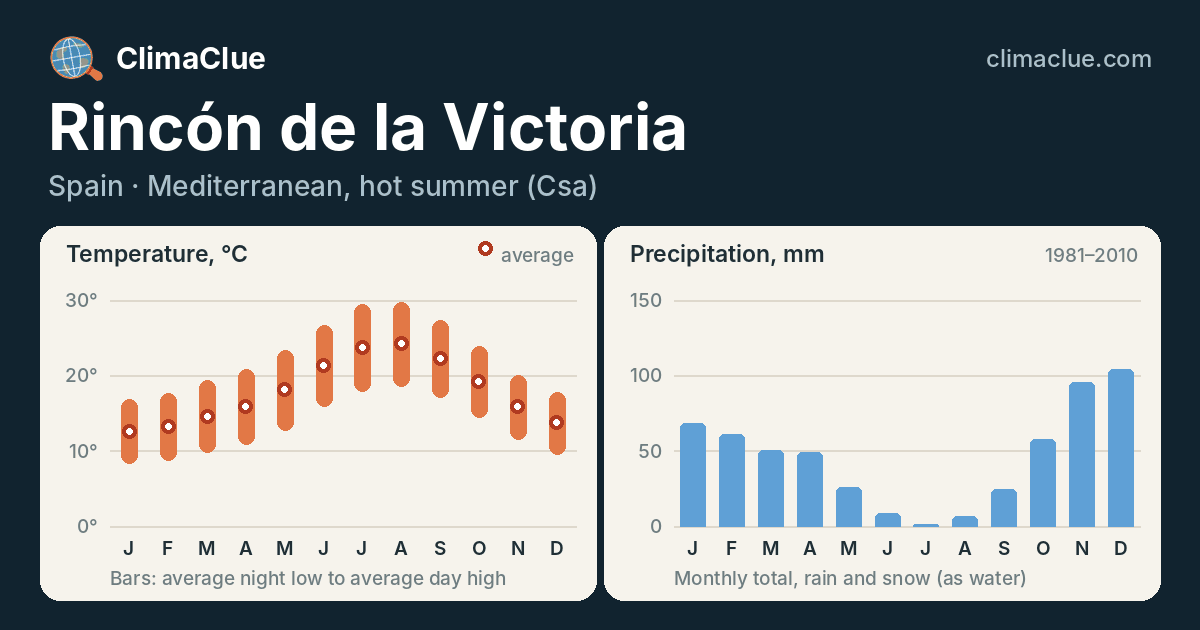 ClimaClue
climaclue.com
Rincón de la Victoria
Spain · Mediterranean, hot summer (Csa)
Temperature, °C
average
30°
20°
10°
0°
J F M A M J J A S O N D
Bars: average night low to average day high
Precipitation, mm
1981–2010
150
100
50
0
J F M A M J J A S O N D
Monthly total, rain and snow (as water)